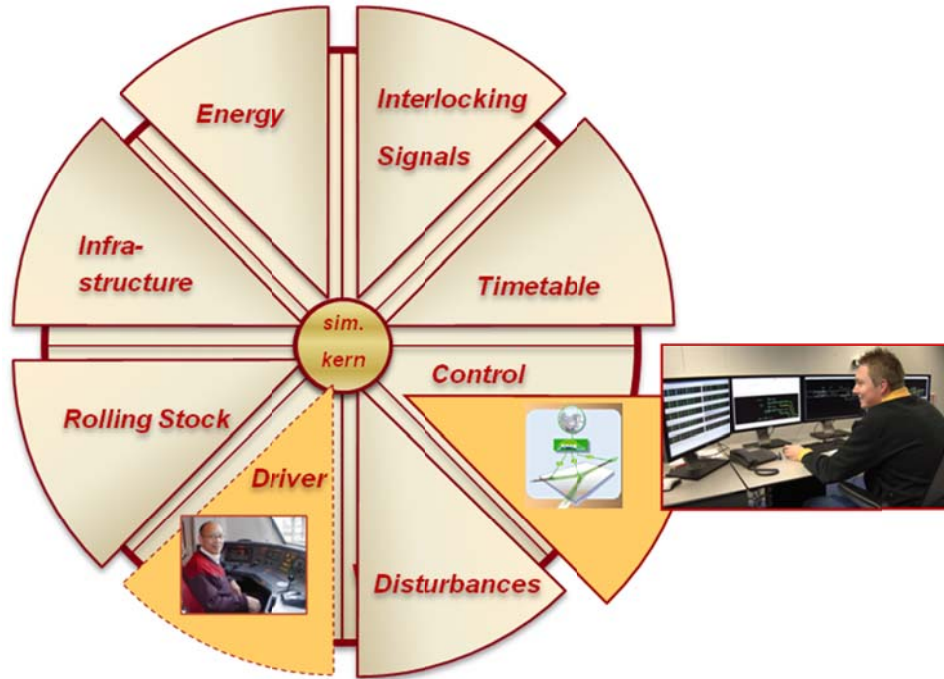 Energy
Interlocking
Signals
Infra-
structure
Timetable
sim.
kern
Control
Rolling Stock
Driver
Disturbances